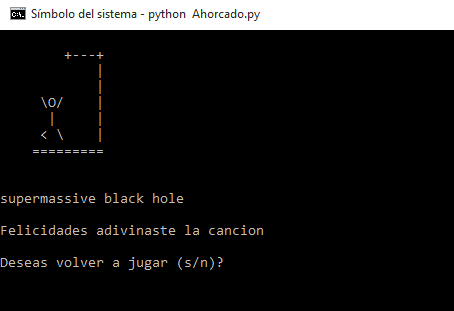 Símbolo del sistema - python Ahorcado.py
supermassive black hole
Felicidades adivinaste la cancion
Deseas volver a jugar (s/n)?